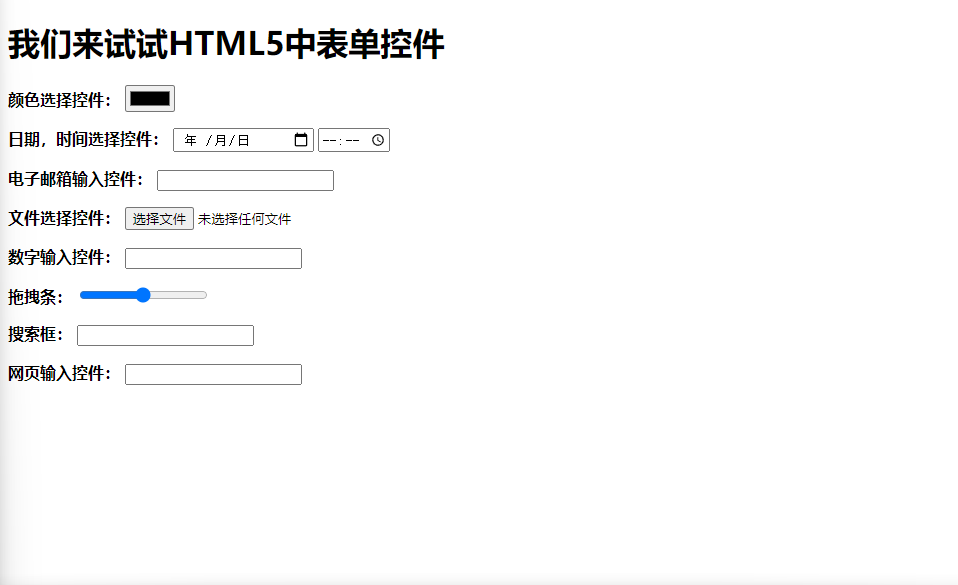 我们来试试HTML5中表单控件
颜色选择控件：
日期，时间选择控件： 年 /月/日 --:--
电子邮箱输入控件：
文件选择控件： 选择文件 未选择任何文件
数字输入控件：
拖拽条：
搜索框：
网页输入控件：